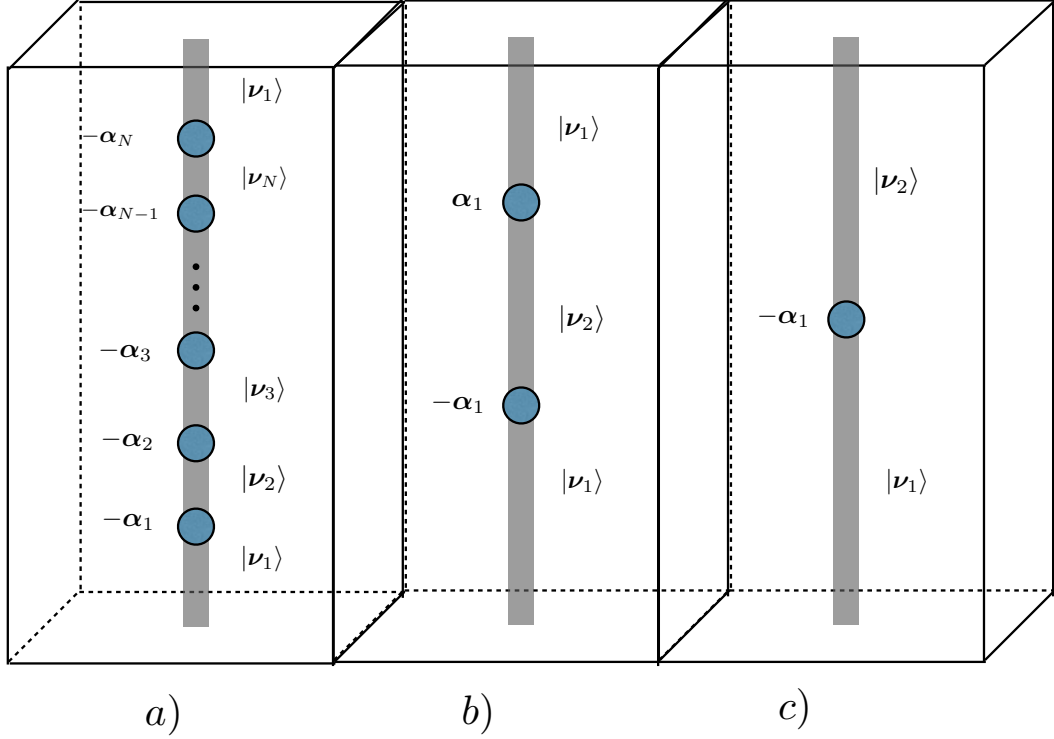 |ν₁⟩
−α_N
|ν_N⟩
−α_{N−1}
−α₃
|ν₃⟩
−α₂
|ν₂⟩
−α₁
|ν₁⟩
a)
|ν₁⟩
α₁
|ν₂⟩
−α₁
|ν₁⟩
b)
|ν₂⟩
−α₁
|ν₁⟩
c)